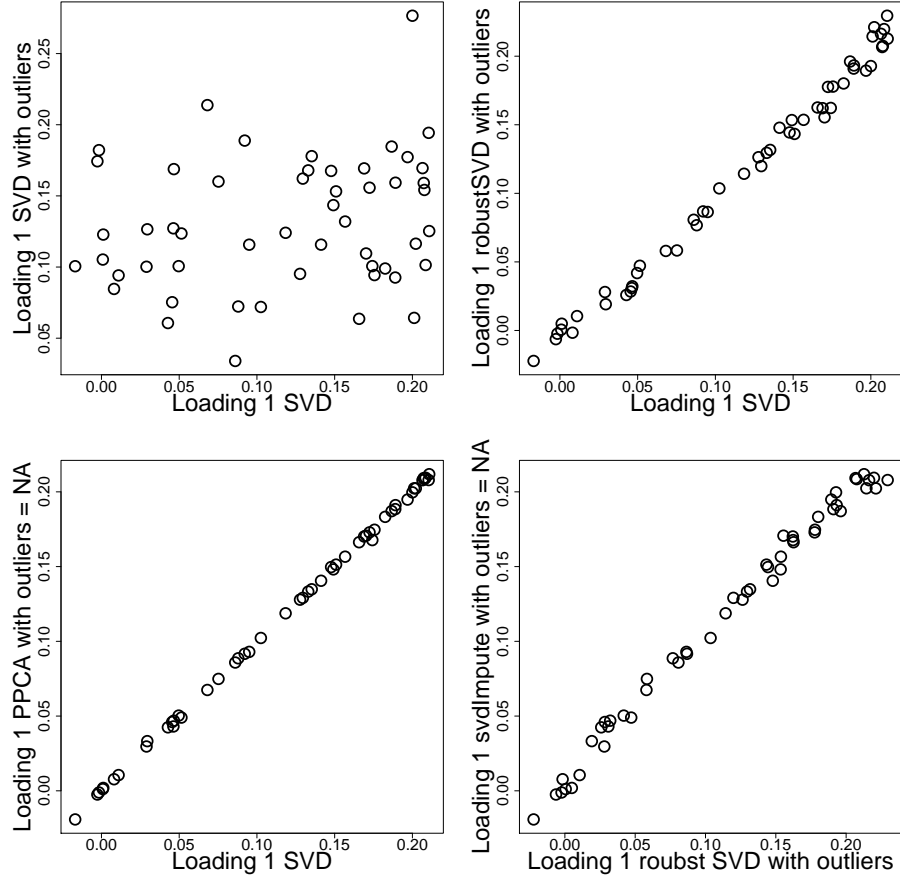 Loading 1 SVD with outliers
0.05 0.10 0.15 0.20 0.25
0.00 0.05 0.10 0.15 0.20
Loading 1 SVD
Loading 1 robustSVD with outliers
0.00 0.05 0.10 0.15 0.20
0.00 0.05 0.10 0.15 0.20
Loading 1 SVD
Loading 1 PPCA with outliers = NA
0.00 0.05 0.10 0.15 0.20
0.00 0.05 0.10 0.15 0.20
Loading 1 SVD
Loading 1 svdImpute with outliers = NA
0.00 0.05 0.10 0.15 0.20
0.00 0.05 0.10 0.15 0.20
Loading 1 roubst SVD with outliers